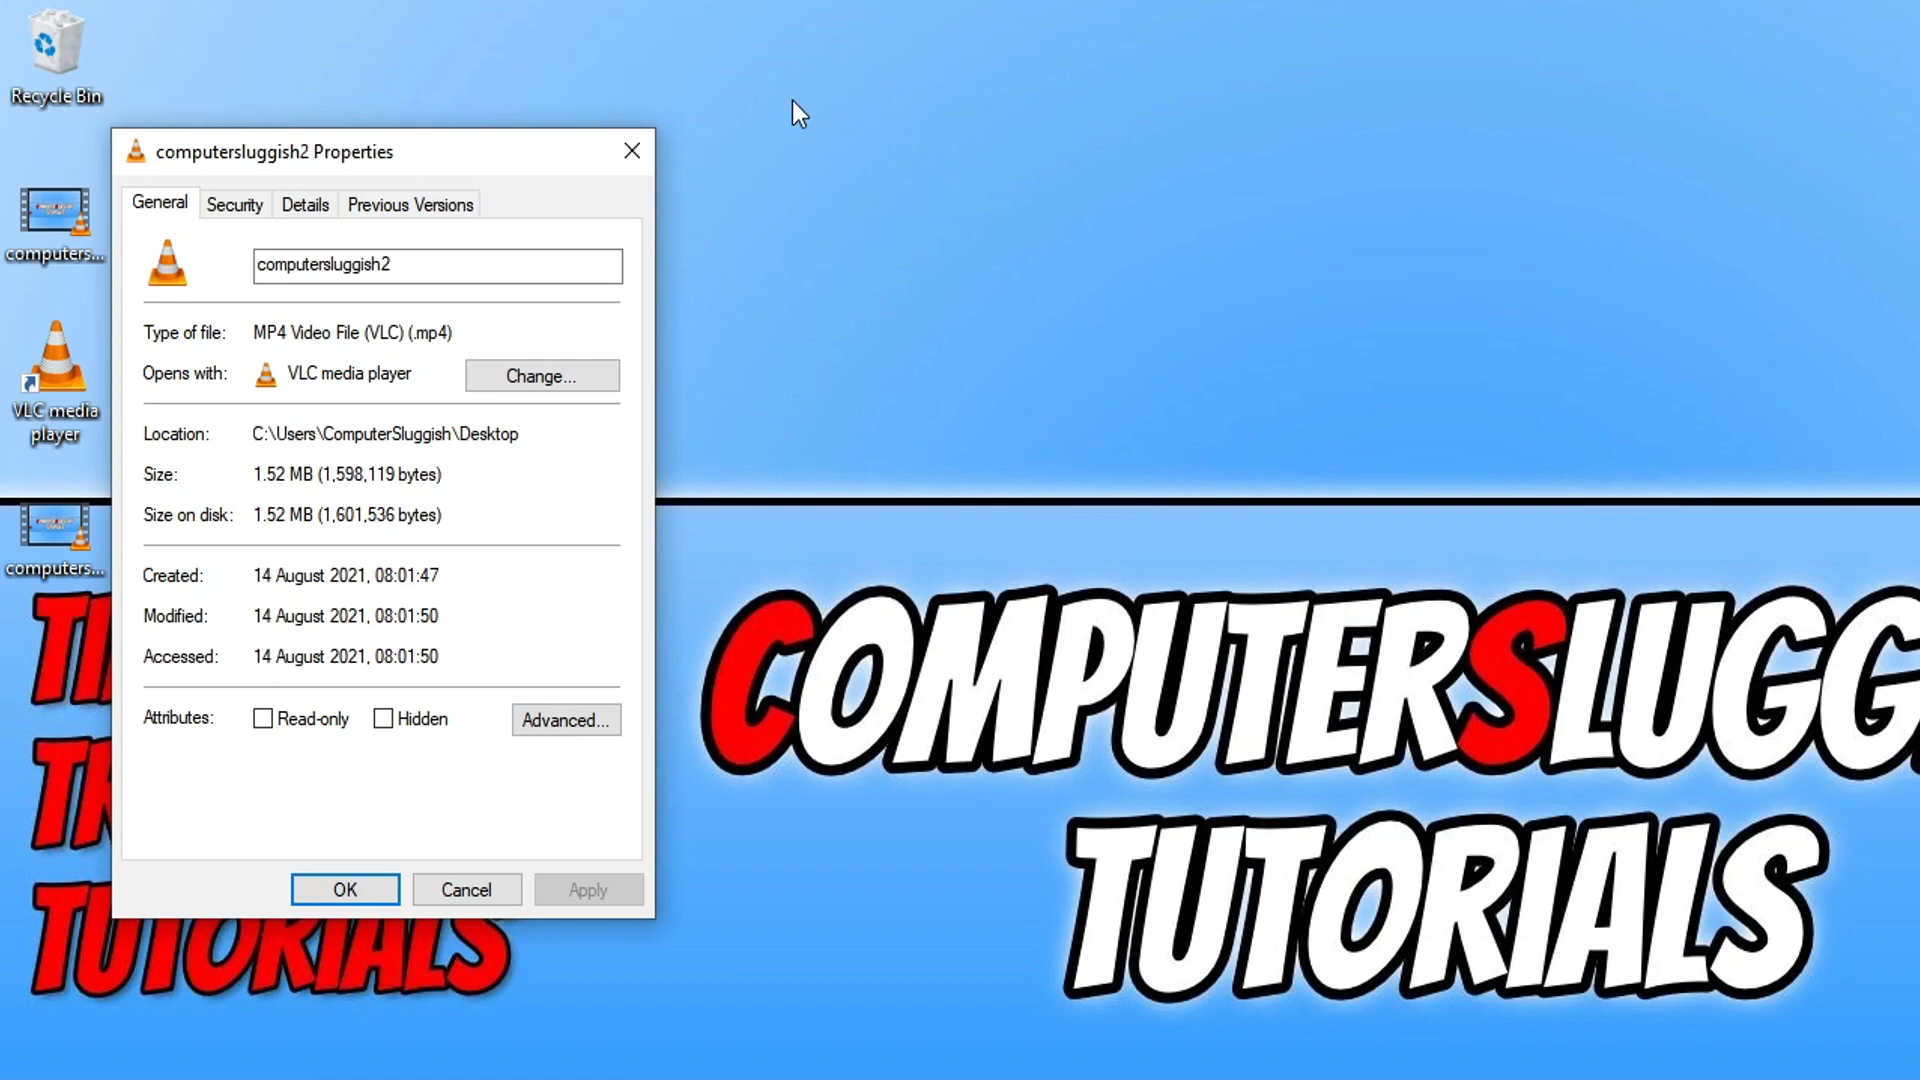 Recycle Bin
computers...
VLC media
player
computers...
computersluggish2 Properties
General
Security
Details
Previous Versions
computersluggish2
Type of file: MP4 Video File (VLC) (.mp4)
Opens with: VLC media player
Change...
Location: C:\Users\ComputerSluggish\Desktop
Size: 1.52 MB (1,598,119 bytes)
Size on disk: 1.52 MB (1,601,536 bytes)
Created: 14 August 2021, 08:01:47
Modified: 14 August 2021, 08:01:50
Accessed: 14 August 2021, 08:01:50
Attributes: Read-only Hidden
Advanced...
OK
Cancel
Apply
TUTORIALS
COMPUTERSLUGG
TUTORIALS